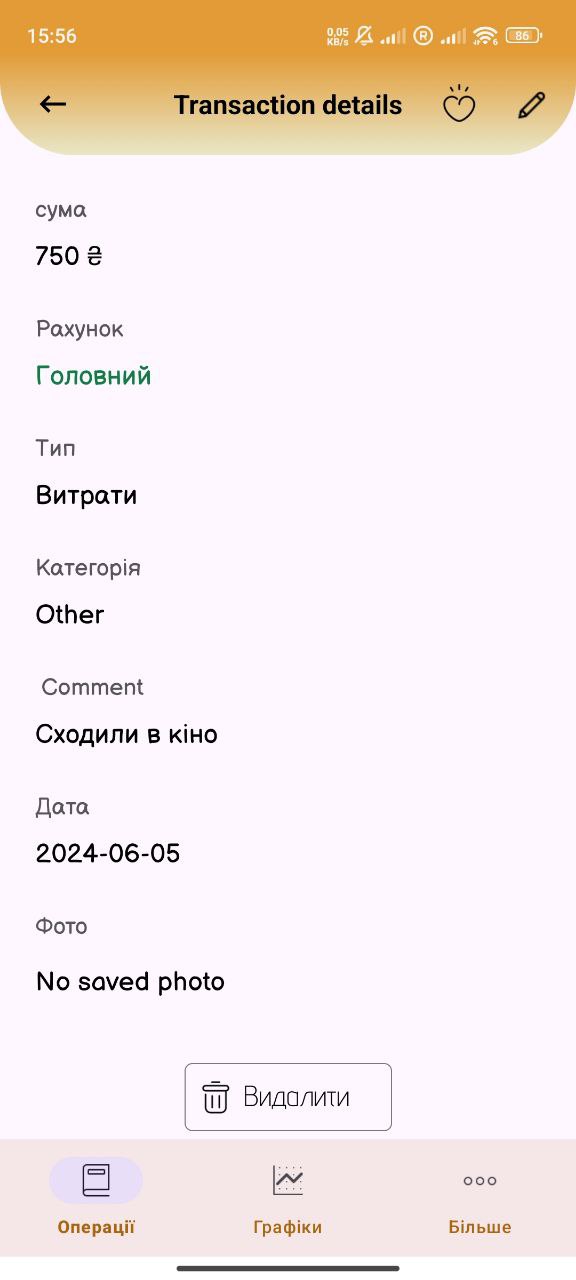 15:56
0,05
KB/s
R
6
86
Transaction details
сума
750 ₴
Рахунок
Головний
Тип
Витрати
Категорія
Other
Comment
Сходили в кіно
Дата
2024-06-05
Фото
No saved photo
Видалити
Операції
Графіки
Більше